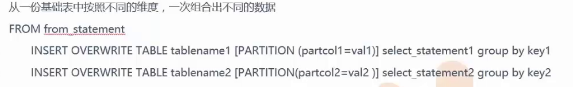 从一份基础表中按照不同的维度，一次组合出不同的数据
FROM from_statement
INSERT OVERWRITE TABLE tablename1 [PARTITION (partcol1=val1)] select_statement1 group by key1
INSERT OVERWRITE TABLE tablename2 [PARTITION(partcol2=val2 )] select_statement2 group by key2